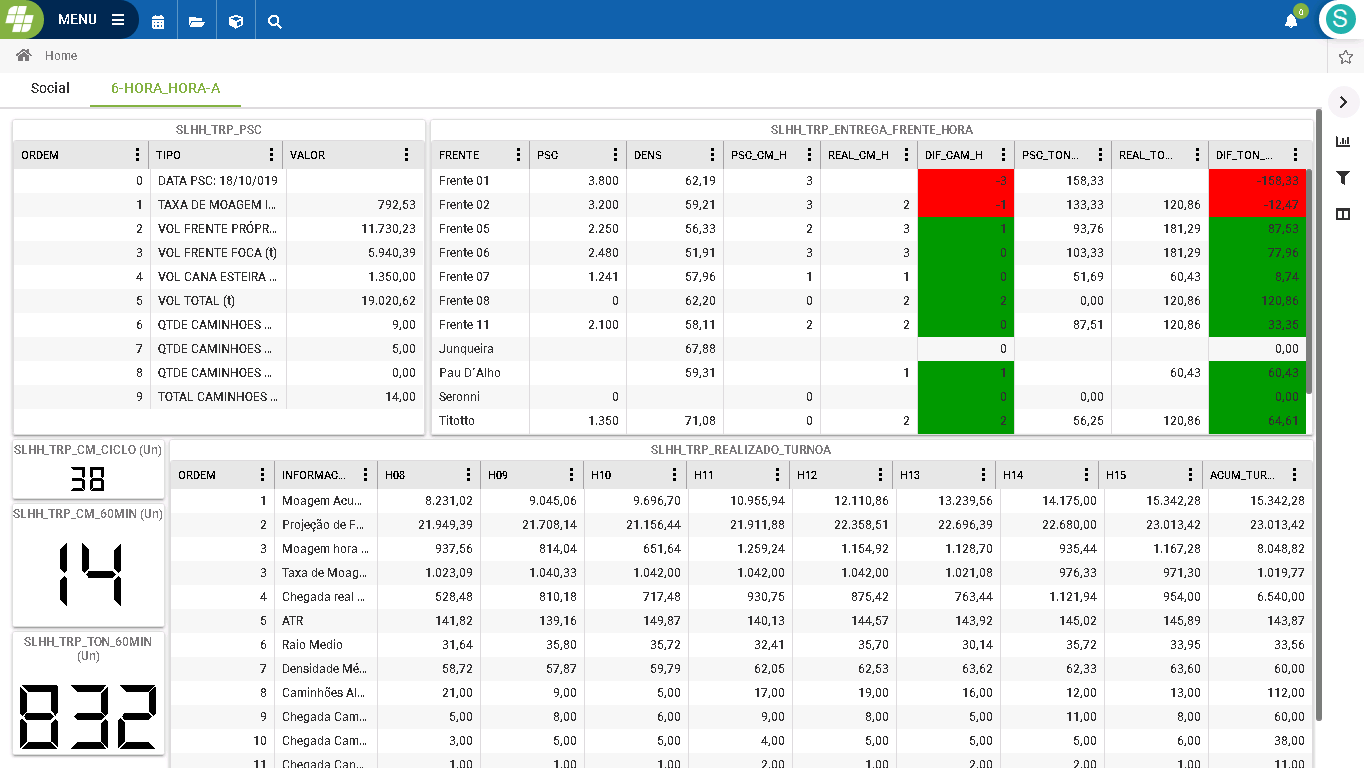 MENU
0
S
Home
Social 6-HORA_HORA-A
SLHH_TRP_PSC
ORDEM TIPO VALOR
0 DATA PSC: 18/10/019
1 TAXA DE MOAGEM I... 792,53
2 VOL FRENTE PRÓPR... 11.730,23
3 VOL FRENTE FOCA (t) 5.940,39
4 VOL CANA ESTEIRA ... 1.350,00
5 VOL TOTAL (t) 19.020,62
6 QTDE CAMINHOES ... 9,00
7 QTDE CAMINHOES ... 5,00
8 QTDE CAMINHOES ... 0,00
9 TOTAL CAMINHOES ... 14,00
SLHH_TRP_ENTREGA_FRENTE_HORA
FRENTE PSC DENS PSC_CM_H REAL_CM_H DIF_CAM_H PSC_TON... REAL_TO... DIF_TON_...
Frente 01 3.800 62,19 3 -3 158,33 -158,33
Frente 02 3.200 59,21 3 2 -1 133,33 120,86 -12,47
Frente 05 2.250 56,33 2 3 1 93,76 181,29 87,53
Frente 06 2.480 51,91 3 3 0 103,33 181,29 77,96
Frente 07 1.241 57,96 1 1 0 51,69 60,43 8,74
Frente 08 0 62,20 0 2 2 0,00 120,86 120,86
Frente 11 2.100 58,11 2 2 0 87,51 120,86 33,35
Junqueira 67,88 0 0,00
Pau D´Alho 59,31 1 1 60,43 60,43
Seronni 0 0 0 0,00 0,00
Titotto 1.350 71,08 0 2 2 56,25 120,86 64,61
SLHH_TRP_CM_CICLO (Un)
38
SLHH_TRP_CM_60MIN (Un)
14
SLHH_TRP_TON_60MIN
(Un)
832
SLHH_TRP_REALIZADO_TURNOA
ORDEM INFORMAC... H08 H09 H10 H11 H12 H13 H14 H15 ACUM_TUR...
1 Moagem Acu... 8.231,02 9.045,06 9.696,70 10.955,94 12.110,86 13.239,56 14.175,00 15.342,28 15.342,28
2 Projeção de F... 21.949,39 21.708,14 21.156,44 21.911,88 22.358,51 22.696,39 22.680,00 23.013,42 23.013,42
3 Moagem hora ... 937,56 814,04 651,64 1.259,24 1.154,92 1.128,70 935,44 1.167,28 8.048,82
3 Taxa de Moag... 1.023,09 1.040,33 1.042,00 1.042,00 1.042,00 1.021,08 976,33 971,30 1.019,77
4 Chegada real ... 528,48 810,18 717,48 930,75 875,42 763,44 1.121,94 954,00 6.540,00
5 ATR 141,82 139,16 149,87 140,13 144,57 143,92 145,02 145,89 143,87
6 Raio Medio 31,64 35,80 35,72 32,41 35,70 30,14 35,72 33,95 33,56
7 Densidade Mé... 58,72 57,87 59,79 62,05 62,53 63,62 62,33 63,60 60,00
8 Caminhões Al... 21,00 9,00 5,00 17,00 19,00 16,00 12,00 13,00 112,00
9 Chegada Cam... 5,00 8,00 6,00 9,00 8,00 5,00 11,00 8,00 60,00
10 Chegada Cam... 3,00 5,00 5,00 4,00 5,00 5,00 5,00 6,00 38,00
11 Chegada Can... 1,00 1,00 1,00 2,00 1,00 2,00 2,00 1,00 11,00